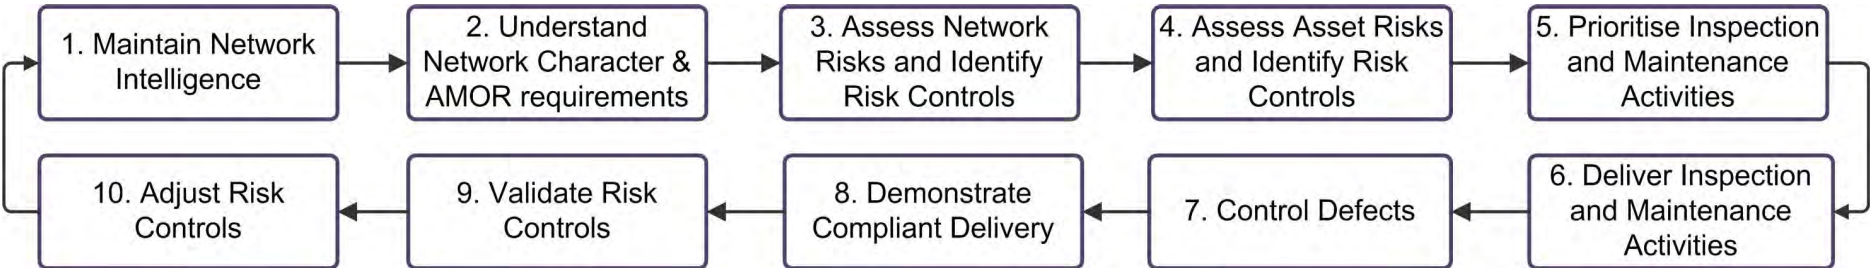 1. Maintain Network
Intelligence
2. Understand
Network Character &
AMOR requirements
3. Assess Network
Risks and Identify
Risk Controls
4. Assess Asset Risks
and Identify Risk
Controls
5. Prioritise Inspection
and Maintenance
Activities
6. Deliver Inspection
and Maintenance
Activities
7. Control Defects
8. Demonstrate
Compliant Delivery
9. Validate Risk
Controls
10. Adjust Risk
Controls